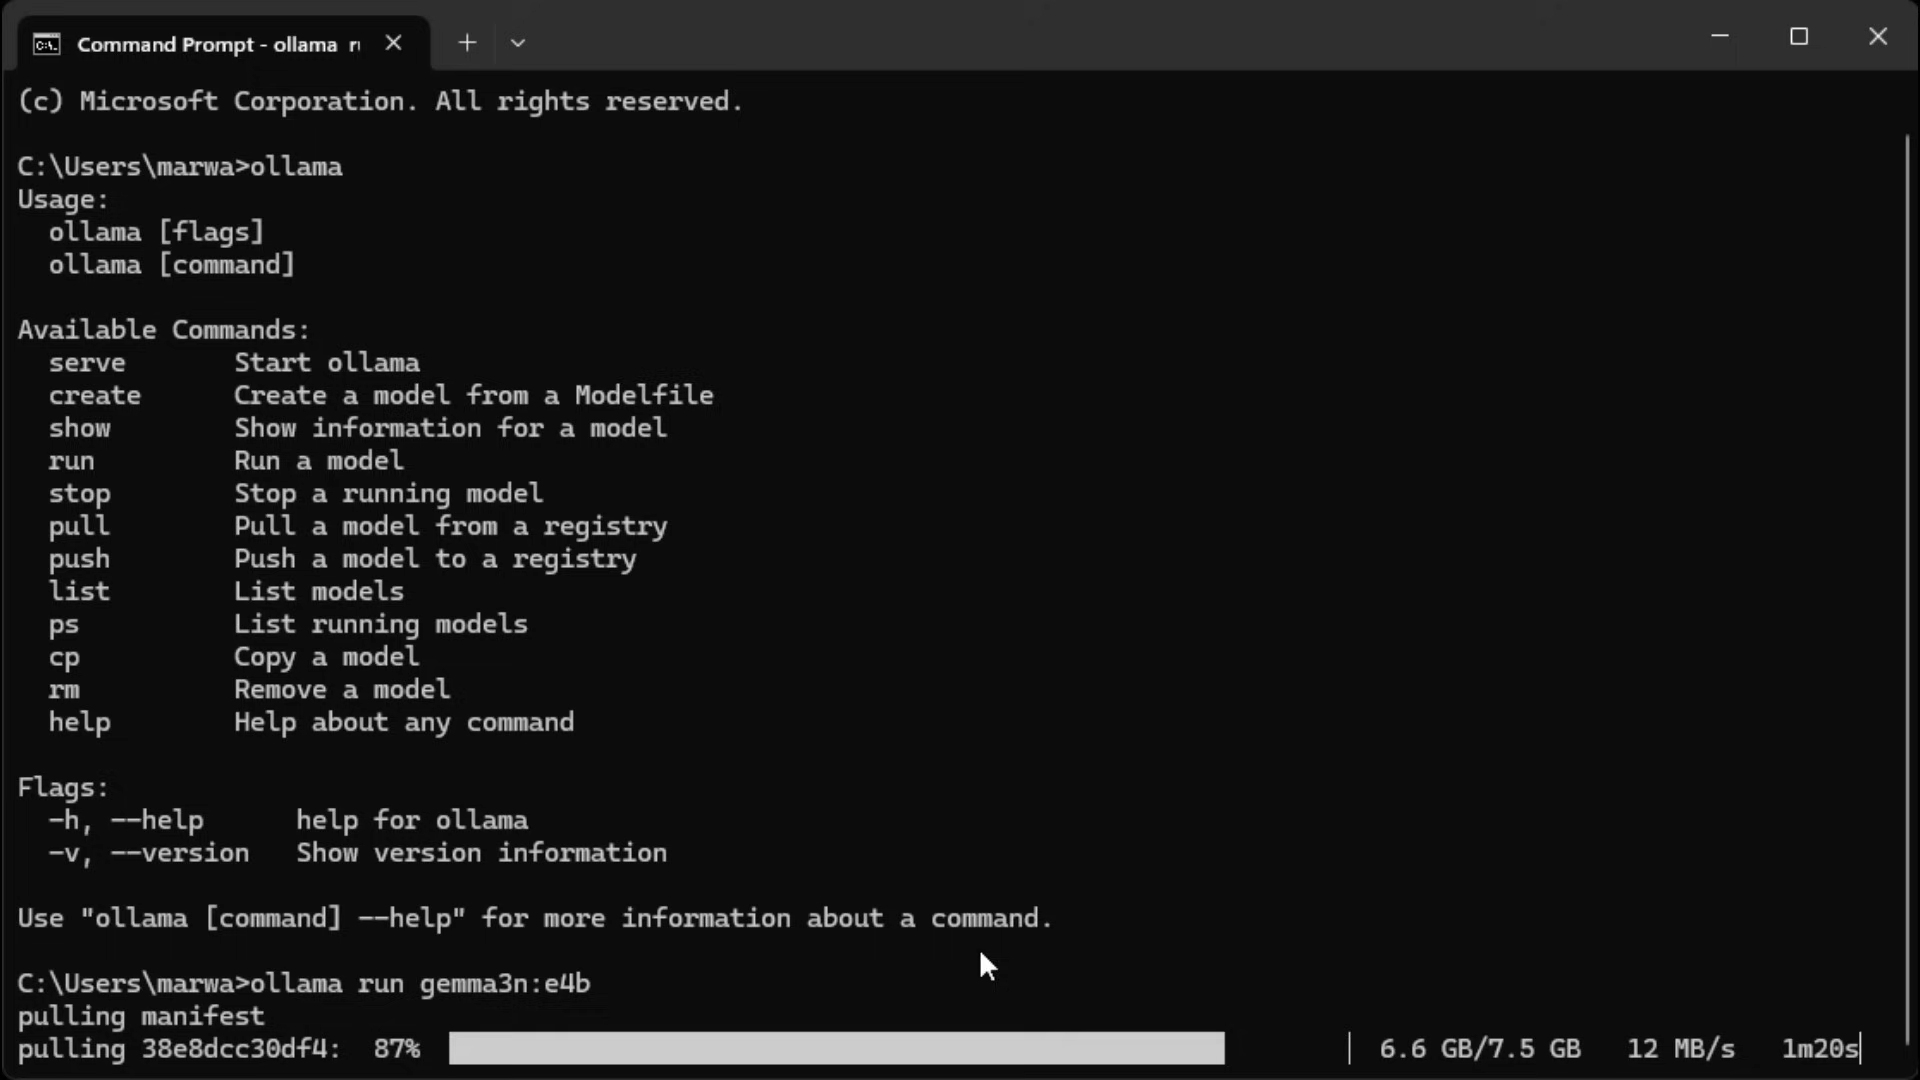 Command Prompt - ollama r
(c) Microsoft Corporation. All rights reserved.
C:\Users\marwa>ollama
Usage:
  ollama [flags]
  ollama [command]
Available Commands:
  serve       Start ollama
  create      Create a model from a Modelfile
  show        Show information for a model
  run         Run a model
  stop        Stop a running model
  pull        Pull a model from a registry
  push        Push a model to a registry
  list        List models
  ps          List running models
  cp          Copy a model
  rm          Remove a model
  help        Help about any command
Flags:
  -h, --help      help for ollama
  -v, --version   Show version information
Use "ollama [command] --help" for more information about a command.
C:\Users\marwa>ollama run gemma3n:e4b
pulling manifest
pulling 38e8dcc30df4:  87% 6.6 GB/7.5 GB   12 MB/s   1m20s